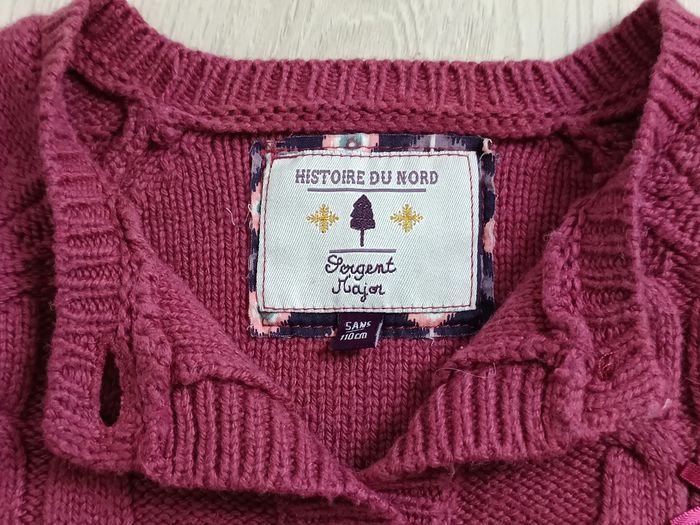 HISTOIRE DU NORD
Sergent
Major
5ANS
110cm